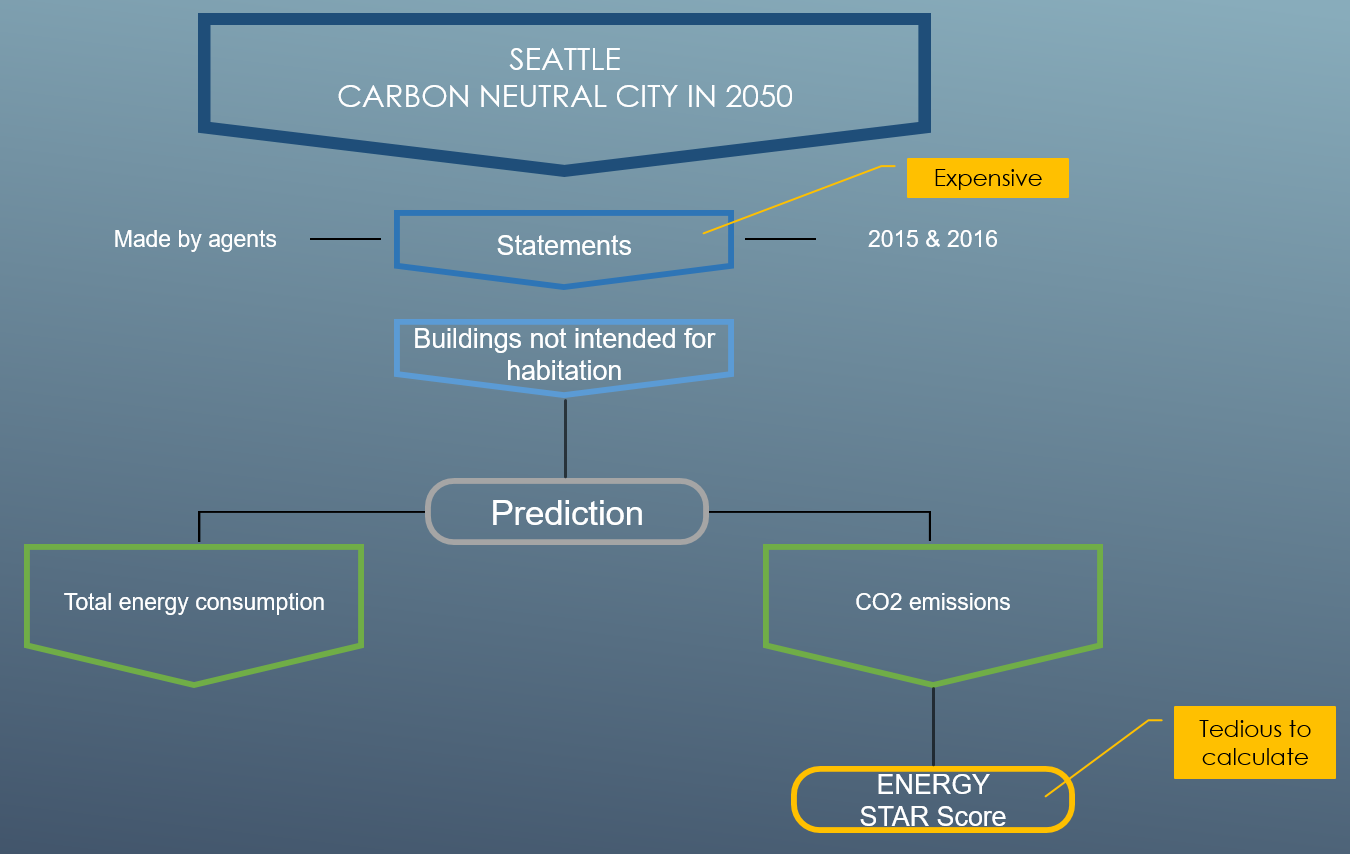 SEATTLE
CARBON NEUTRAL CITY IN 2050
Expensive
Made by agents
Statements
2015 & 2016
Buildings not intended for
habitation
Prediction
Total energy consumption
CO2 emissions
Tedious to
calculate
ENERGY
STAR Score